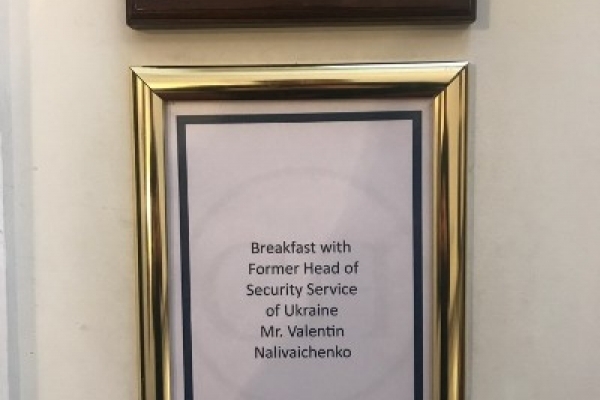 Breakfast with
Former Head of
Security Service
of Ukraine
Mr. Valentin
Nalivaichenko